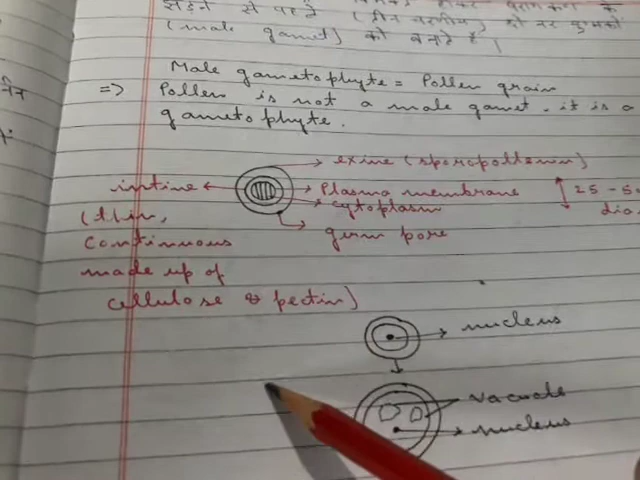 (male gamet) को बनाते है।
Male gametophyte = Pollen grain
=> Pollen is not a male gamet. it is a
gametophyte.
exine (sporopollenin)
intine
Plasma membrane
25-5
cytoplasm
dia
(thin,
germ pore
continuous
made up of
cellulose & pectin)
nucleus
vacuole
nucleus